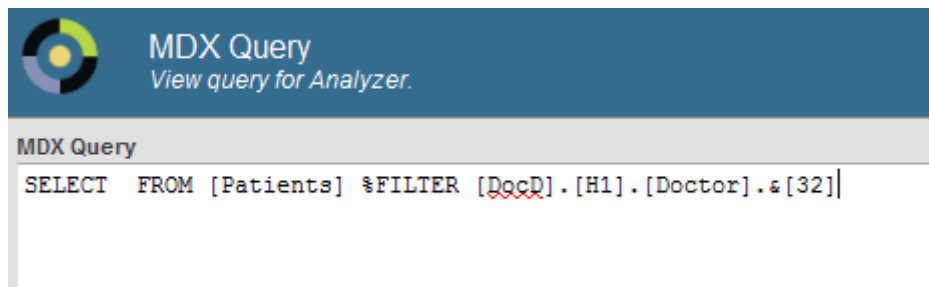 MDX Query
View query for Analyzer.
MDX Query
SELECT  FROM [Patients] %FILTER [DocD].[H1].[Doctor].&[32]